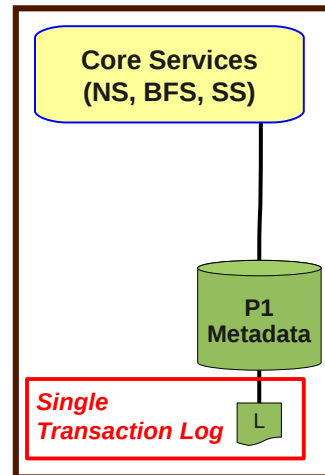 Core Services
(NS, BFS, SS)
P1
Metadata
Single
Transaction Log
L